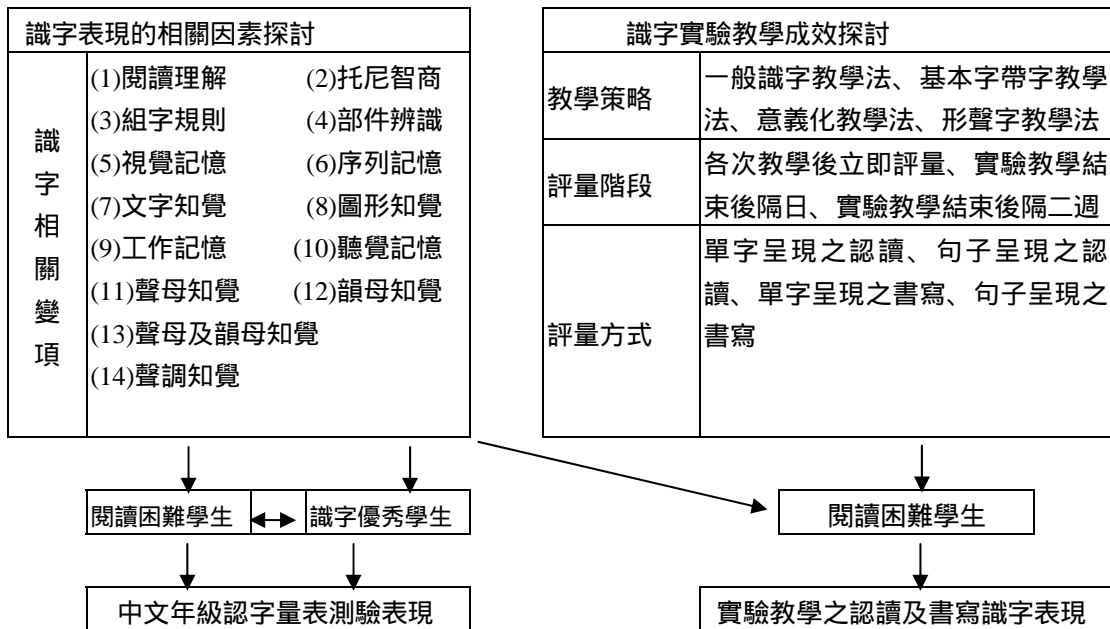 識字表現的相關因素探討
識字相關變項
(1)閱讀理解 (2)托尼智商
(3)組字規則 (4)部件辨識
(5)視覺記憶 (6)序列記憶
(7)文字知覺 (8)圖形知覺
(9)工作記憶 (10)聽覺記憶
(11)聲母知覺 (12)韻母知覺
(13)聲母及韻母知覺
(14)聲調知覺
閱讀困難學生
識字優秀學生
中文年級認字量表測驗表現
識字實驗教學成效探討
教學策略
一般識字教學法、基本字帶字教學
法、意義化教學法、形聲字教學法
評量階段
各次教學後立即評量、實驗教學結
束後隔日、實驗教學結束後隔二週
評量方式
單字呈現之認讀、句子呈現之認
讀、單字呈現之書寫、句子呈現之
書寫
閱讀困難學生
實驗教學之認讀及書寫識字表現